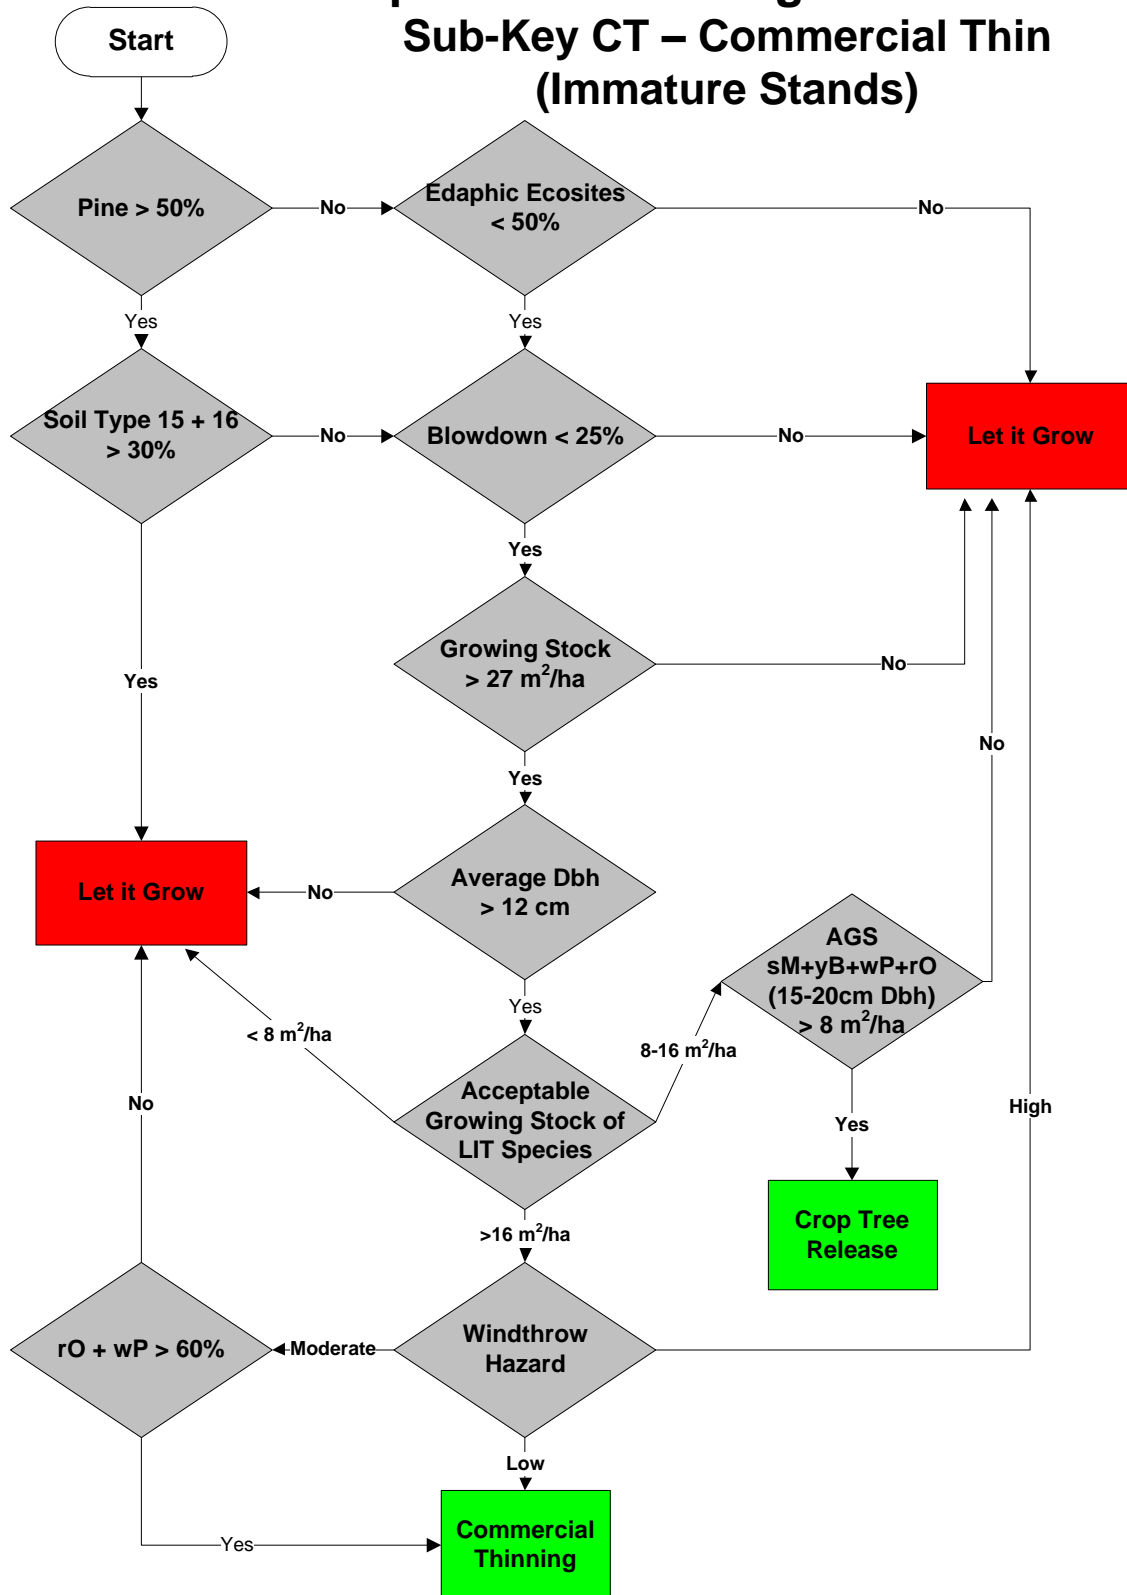 Start
Sub-Key CT – Commercial Thin
(Immature Stands)
Pine > 50%
No
Edaphic Ecosites
< 50%
No
Yes
Yes
Soil Type 15 + 16
> 30%
No
Blowdown < 25%
No
Let it Grow
Yes
Growing Stock
> 27 m²/ha
No
Yes
Yes
No
Let it Grow
No
Average Dbh
> 12 cm
AGS
sM+yB+wP+rO
(15-20cm Dbh)
> 8 m²/ha
Yes
< 8 m²/ha
8-16 m²/ha
Acceptable
Growing Stock of
LIT Species
No
High
Yes
Crop Tree
Release
>16 m²/ha
rO + wP > 60%
Moderate
Windthrow
Hazard
Low
Yes
Commercial
Thinning